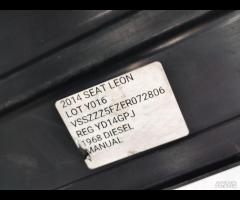 2014 SEAT LEON
LOT Y016
VSSZZZ5FZER072806
REG YD14GPJ
1968 DIESEL
MANUAL